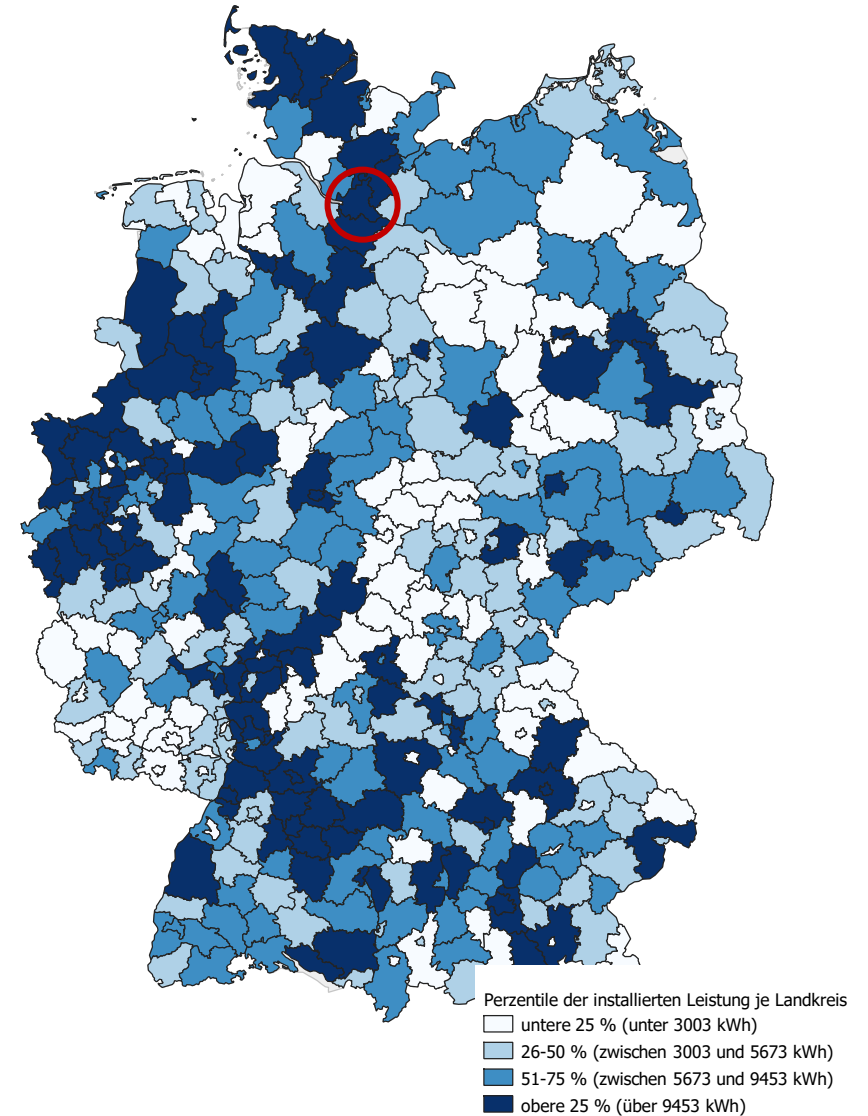 Perzentile der installierten Leistung je Landkreis
untere 25 % (unter 3003 kWh)
26-50 % (zwischen 3003 und 5673 kWh)
51-75 % (zwischen 5673 und 9453 kWh)
obere 25 % (über 9453 kWh)